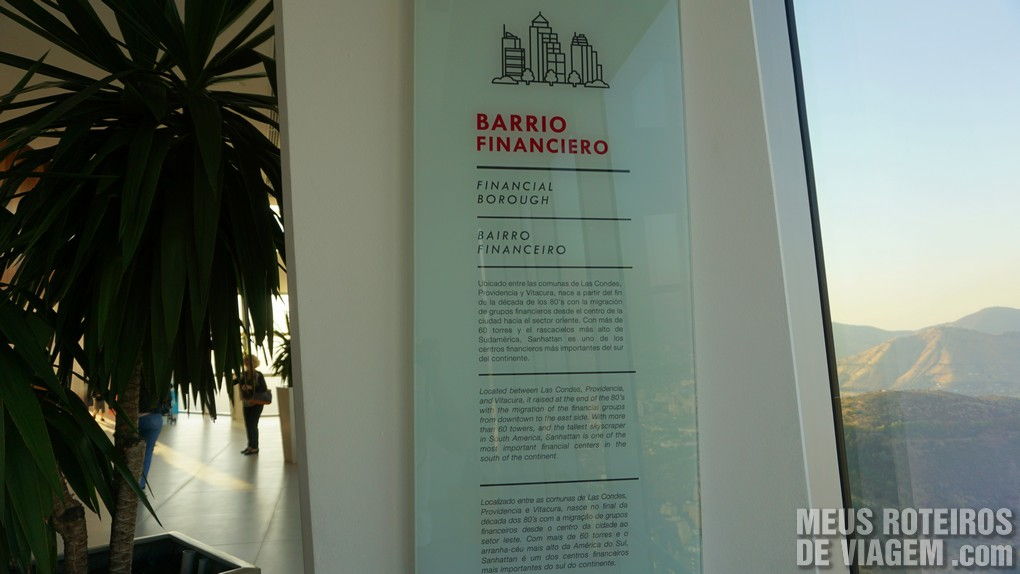 BARRIO
FINANCIERO
FINANCIAL
BOROUGH
BAIRRO
FINANCEIRO
Ubicado entre las comunas de Las Condes,
Providencia y Vitacura, nace a partir del fin
de la década de los 80's con la migración
de grupos financieros desde el centro de la
ciudad hacia el sector oriente. Con más de
60 torres y el rascacielos más alto de
Sudamérica, Sanhattan es uno de los
centros financieros más importantes del sur
del continente.
Located between Las Condes, Providencia,
and Vitacura, it raised at the end of the 80's
with the migration of the financial groups
from downtown to the east side. With more
than 60 towers, and the tallest skyscraper
in South America, Sanhattan is one of the
most important financial centers in the
south of the continent.
Localizado entre as comunas de Las Condes,
Providencia e Vitacura, nasce no final da
década dos 80's com a migração de grupos
financeiros desde o centro da cidade ao
setor leste. Com mais de 60 torres e o
arranha-céu mais alto da América do Sul,
Sanhattan é um dos centros financeiros
mais importantes do sul do continente.
MEUS ROTEIROS
DE VIAGEM.com